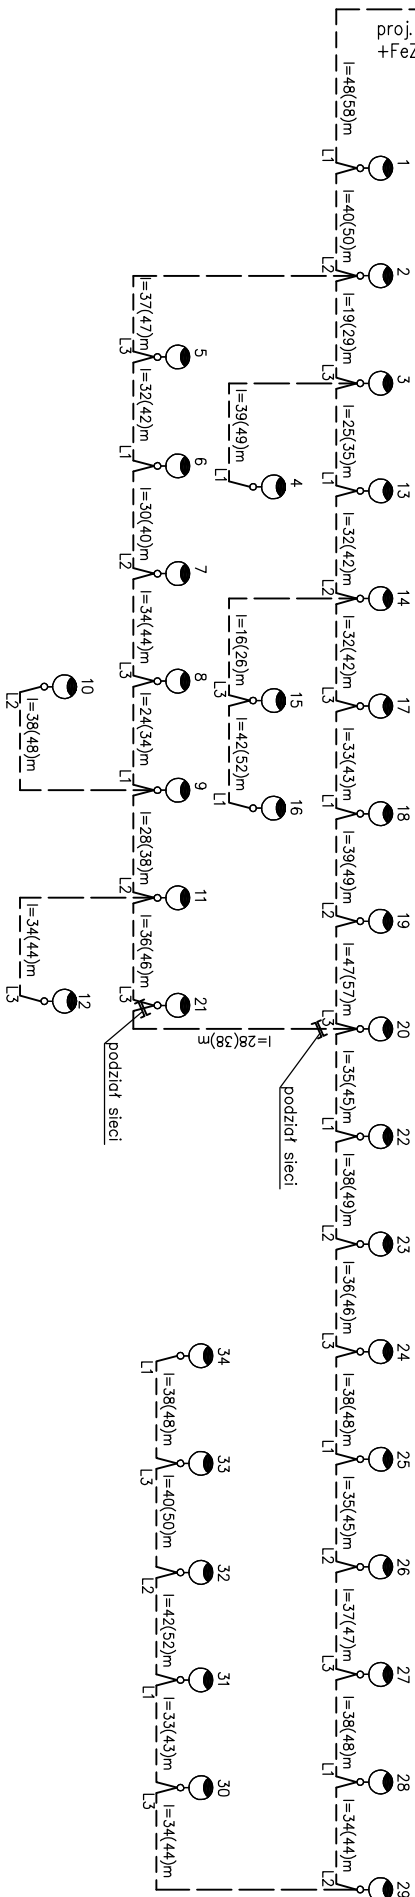 proj.
+FeZ
l=48(58)m
L1
1
l=40(50)m
L2
2
l=19(29)m
L3
3
l=25(35)m
L1
13
l=32(42)m
L2
14
l=32(42)m
L3
17
l=33(43)m
L1
18
l=39(49)m
L2
19
l=47(57)m
L3
20
l=35(45)m
L1
22
l=38(49)m
L2
23
l=36(46)m
L3
24
l=38(48)m
L1
25
l=35(45)m
L2
26
l=37(47)m
L3
27
l=38(48)m
L1
28
l=34(44)m
L2
29
l=39(49)m
L1
4
l=16(26)m
L3
15
l=42(52)m
L1
16
l=37(47)m
L3
5
l=32(42)m
L1
6
l=30(40)m
L2
7
l=34(44)m
L3
8
l=24(34)m
L1
9
l=28(38)m
L2
11
l=36(46)m
L3
21
l=28(38)m
podział sieci
podział sieci
10
L2
l=38(48)m
l=34(44)m
L3
12
34
L1
l=38(48)m
33
L3
l=40(50)m
32
L2
l=42(52)m
31
L1
l=33(43)m
30
L3
l=34(44)m